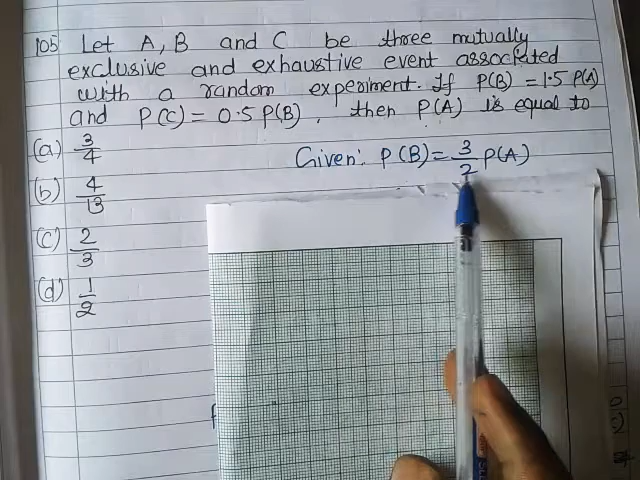 105 Let A, B and C be three mutually
exclusive and exhaustive event associated
with a random experiment. If P(B) = 1.5 P(A)
and P(C) = 0.5 P(B), then P(A) is equal to
(a) 3/4
Given: P(B) = 3/2 P(A)
(b) 4/13
(c) 2/3
(d) 1/2